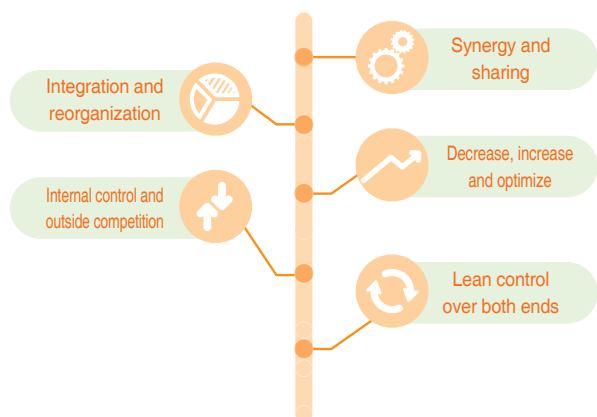 Synergy and
sharing
Integration and
reorganization
Decrease, increase
and optimize
Internal control and
outside competition
Lean control
over both ends